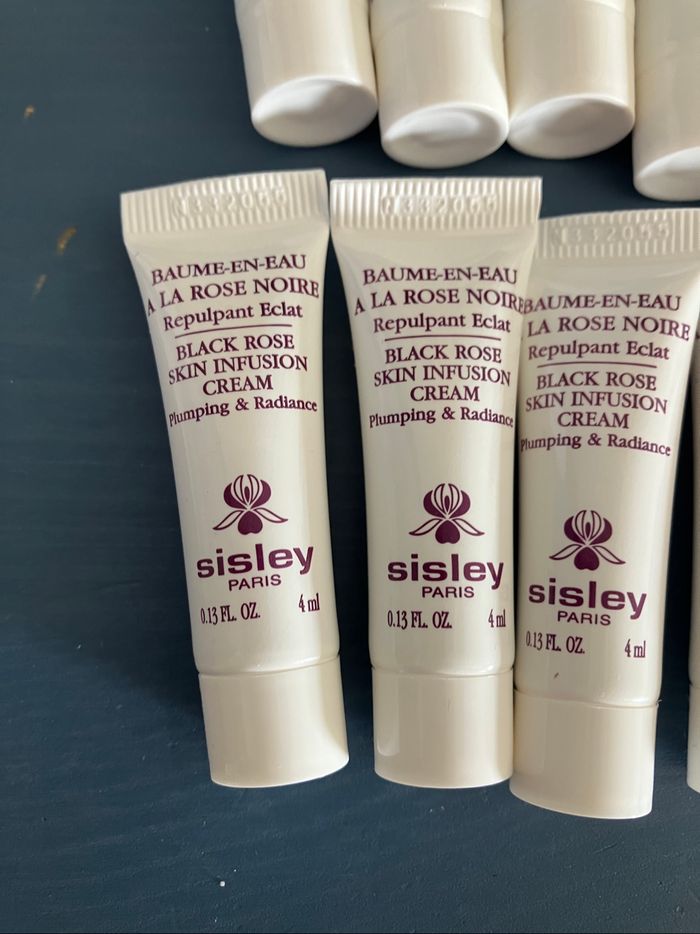 N332055
BAUME-EN-EAU
A LA ROSE NOIRE
Repulpant Eclat
BLACK ROSE
SKIN INFUSION
CREAM
Plumping & Radiance
sisley
PARIS
0.13 FL. OZ. 4 ml
N332055
BAUME-EN-EAU
A LA ROSE NOIRE
Repulpant Eclat
BLACK ROSE
SKIN INFUSION
CREAM
Plumping & Radiance
sisley
PARIS
0.13 FL. OZ. 4 ml
N332055
BAUME-EN-EAU
LA ROSE NOIRE
Repulpant Eclat
BLACK ROSE
SKIN INFUSION
CREAM
Plumping & Radiance
sisley
PARIS
0.13 FL. OZ. 4 ml